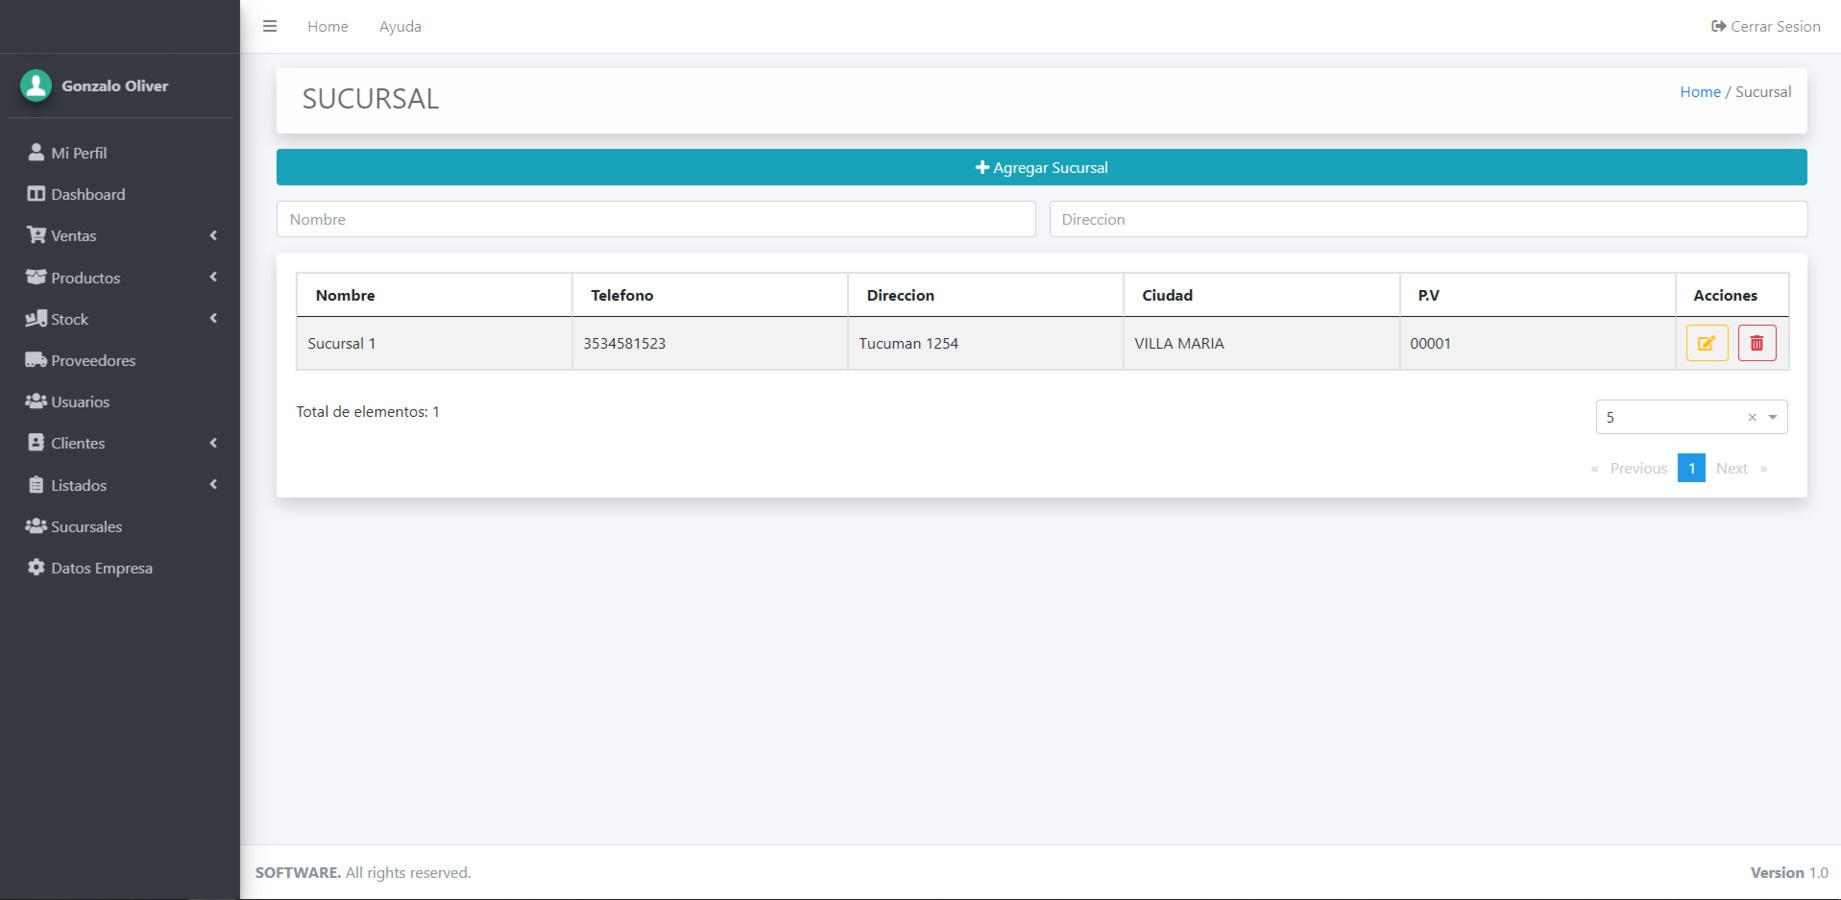 Home Ayuda Cerrar Sesion
Gonzalo Oliver
Mi Perfil
Dashboard
Ventas
Productos
Stock
Proveedores
Usuarios
Clientes
Listados
Sucursales
Datos Empresa
SUCURSAL
Home / Sucursal
Agregar Sucursal
Nombre Direccion
Nombre Telefono Direccion Ciudad P.V Acciones
Sucursal 1 3534581523 Tucuman 1254 VILLA MARIA 00001
Total de elementos: 1
5 ×
« Previous 1 Next »
SOFTWARE. All rights reserved. Version 1.0